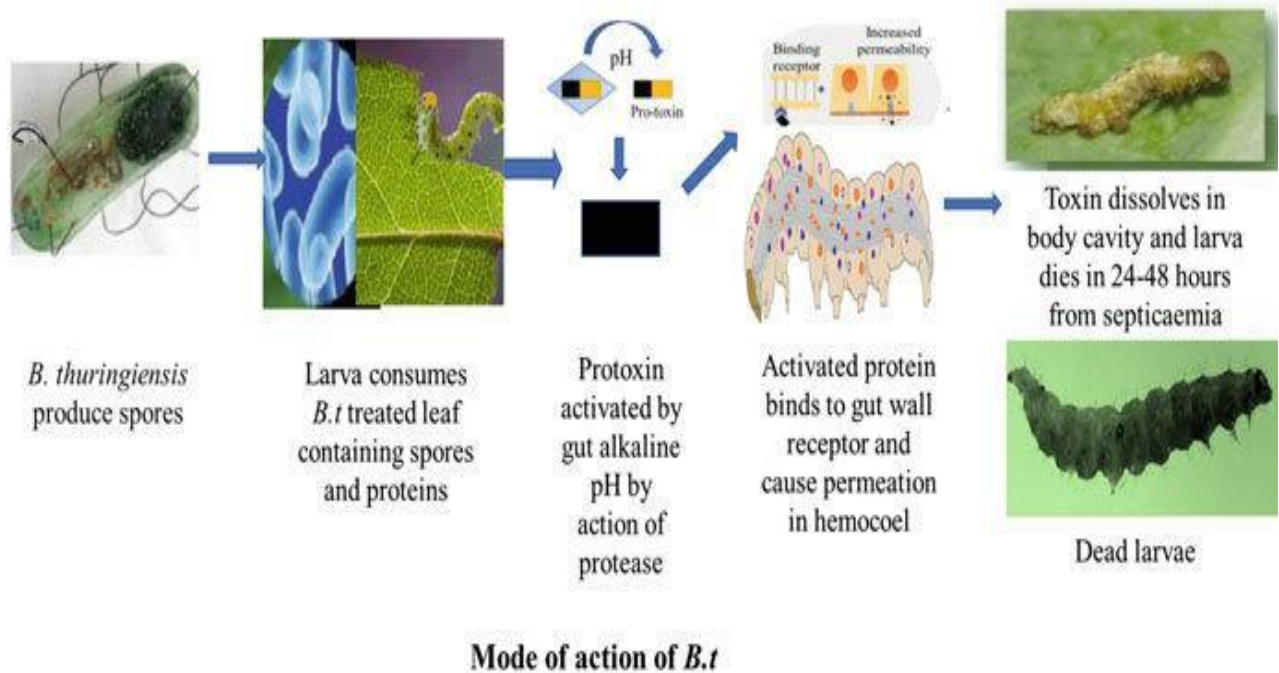 pH
Pro-toxin
Binding
receptor
Increased
permeability
B. thuringiensis
produce spores
Larva consumes
B.t treated leaf
containing spores
and proteins
Protoxin
activated by
gut alkaline
pH by
action of
protease
Activated protein
binds to gut wall
receptor and
cause permeation
in hemocoel
Toxin dissolves in
body cavity and larva
dies in 24-48 hours
from septicaemia
Dead larvae
Mode of action of B.t